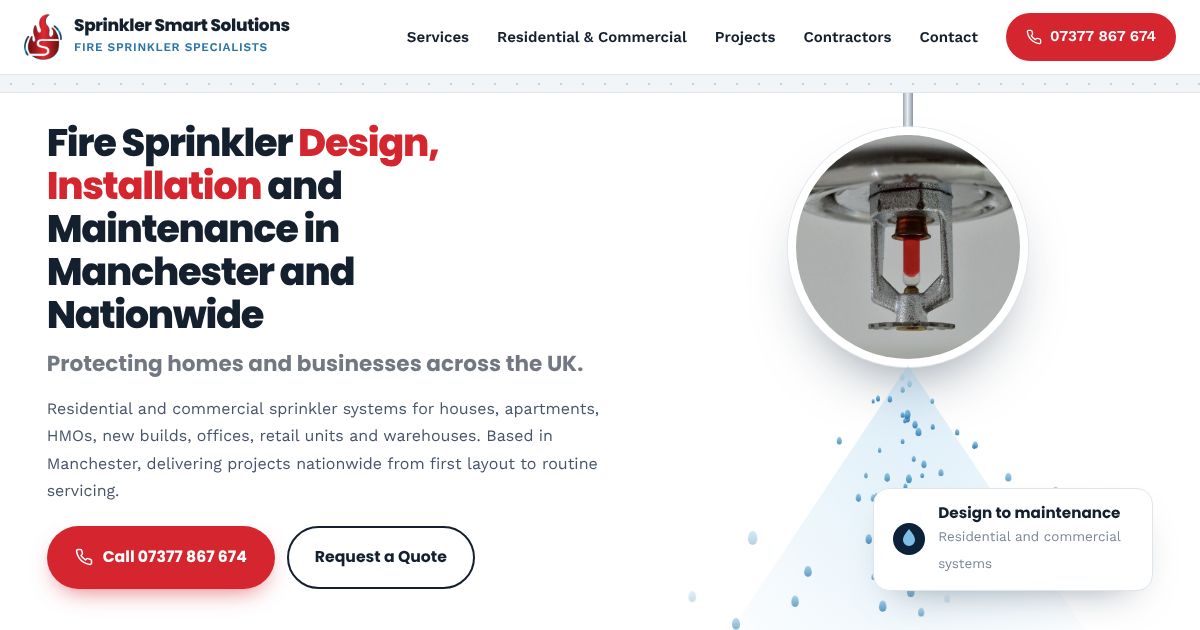 Sprinkler Smart Solutions
FIRE SPRINKLER SPECIALISTS
Services
Residential & Commercial
Projects
Contractors
Contact
07377 867 674
Fire Sprinkler Design,
Installation and
Maintenance in
Manchester and
Nationwide
Protecting homes and businesses across the UK.
Residential and commercial sprinkler systems for houses, apartments,
HMOs, new builds, offices, retail units and warehouses. Based in
Manchester, delivering projects nationwide from first layout to routine
servicing.
Call 07377 867 674
Request a Quote
Design to maintenance
Residential and commercial
systems